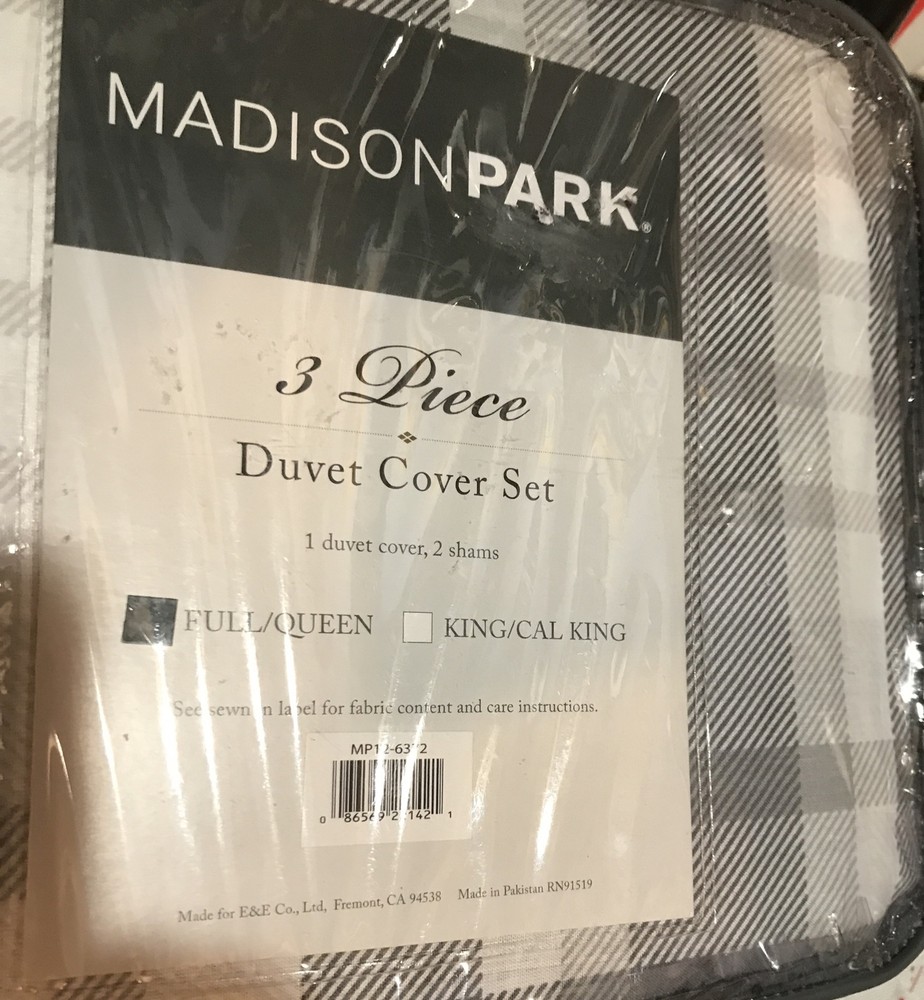 MADISONPARK®
3 Piece
Duvet Cover Set
1 duvet cover, 2 shams
FULL/QUEEN KING/CAL KING
See sewn in label for fabric content and care instructions.
Made for E&E Co., Ltd, Fremont, CA 94538 Made in Pakistan RN91519